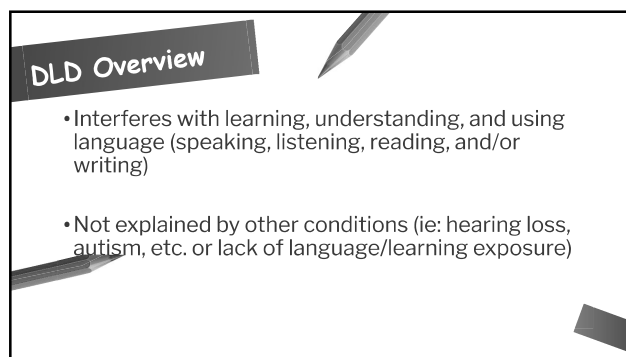 DLD Overview
•Interferes with learning, understanding, and using
language (speaking, listening, reading, and/or
writing)
•Not explained by other conditions (ie: hearing loss,
autism, etc. or lack of language/learning exposure)